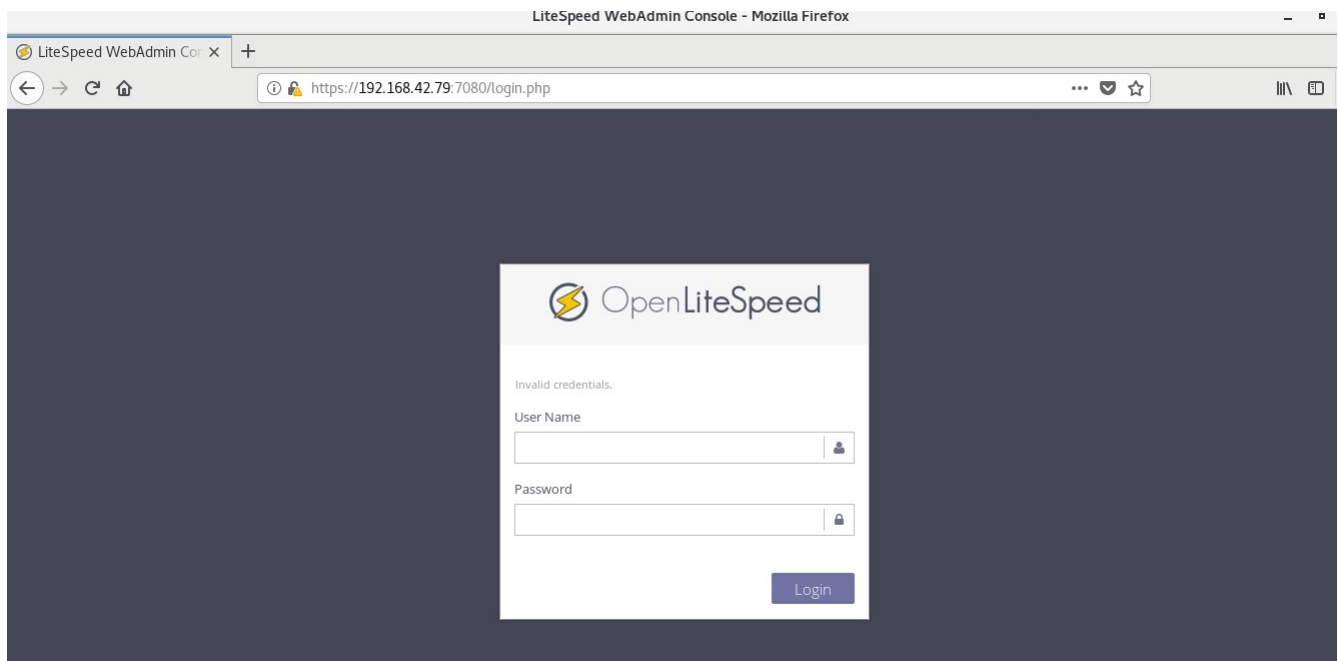 LiteSpeed WebAdmin Console - Mozilla Firefox
LiteSpeed WebAdmin Con
https://192.168.42.79:7080/login.php
OpenLiteSpeed
Invalid credentials.
User Name
Password
Login